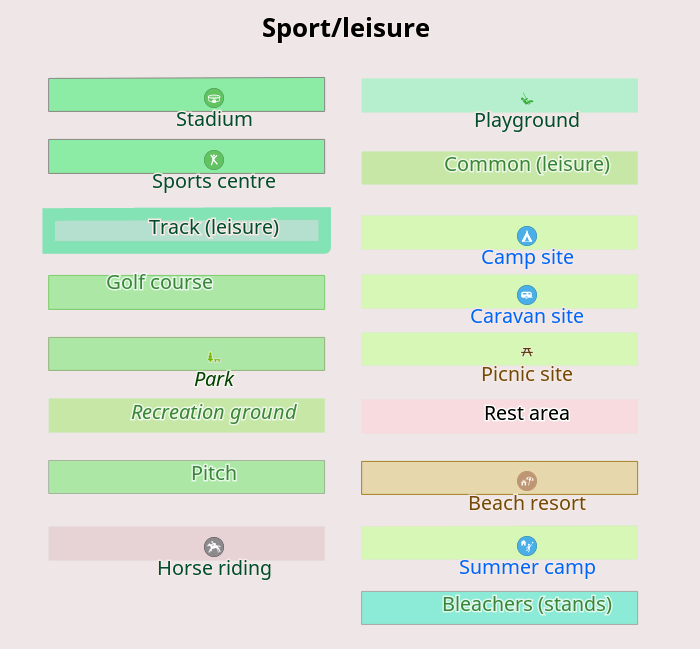 Sport/leisure
Stadium
Playground
Sports centre
Common (leisure)
Track (leisure)
Camp site
Golf course
Caravan site
Park
Picnic site
Recreation ground
Rest area
Pitch
Beach resort
Horse riding
Summer camp
Bleachers (stands)